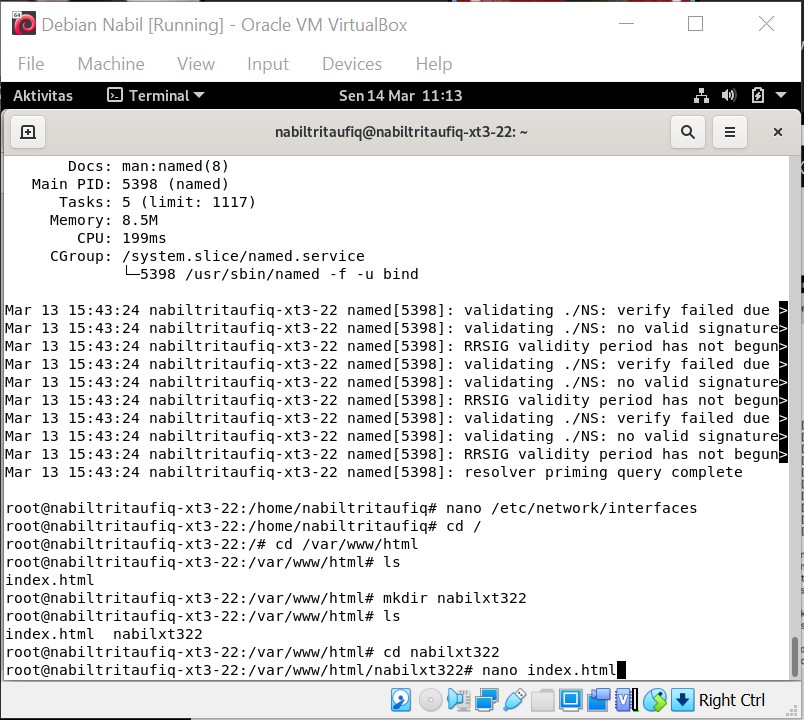 Debian Nabil [Running] - Oracle VM VirtualBox
File Machine View Input Devices Help
Aktivitas Terminal Sen 14 Mar 11:13
nabiltritaufiq@nabiltritaufiq-xt3-22: ~
Docs: man:named(8)
Main PID: 5398 (named)
Tasks: 5 (limit: 1117)
Memory: 8.5M
CPU: 199ms
CGroup: /system.slice/named.service
└─5398 /usr/sbin/named -f -u bind
Mar 13 15:43:24 nabiltritaufiq-xt3-22 named[5398]: validating ./NS: verify failed due >
Mar 13 15:43:24 nabiltritaufiq-xt3-22 named[5398]: validating ./NS: no valid signature>
Mar 13 15:43:24 nabiltritaufiq-xt3-22 named[5398]: RRSIG validity period has not begun>
Mar 13 15:43:24 nabiltritaufiq-xt3-22 named[5398]: validating ./NS: verify failed due >
Mar 13 15:43:24 nabiltritaufiq-xt3-22 named[5398]: validating ./NS: no valid signature>
Mar 13 15:43:24 nabiltritaufiq-xt3-22 named[5398]: RRSIG validity period has not begun>
Mar 13 15:43:24 nabiltritaufiq-xt3-22 named[5398]: validating ./NS: verify failed due >
Mar 13 15:43:24 nabiltritaufiq-xt3-22 named[5398]: validating ./NS: no valid signature>
Mar 13 15:43:24 nabiltritaufiq-xt3-22 named[5398]: RRSIG validity period has not begun>
Mar 13 15:43:24 nabiltritaufiq-xt3-22 named[5398]: resolver priming query complete
root@nabiltritaufiq-xt3-22:/home/nabiltritaufiq# nano /etc/network/interfaces
root@nabiltritaufiq-xt3-22:/home/nabiltritaufiq# cd /
root@nabiltritaufiq-xt3-22:/# cd /var/www/html
root@nabiltritaufiq-xt3-22:/var/www/html# ls
index.html
root@nabiltritaufiq-xt3-22:/var/www/html# mkdir nabilxt322
root@nabiltritaufiq-xt3-22:/var/www/html# ls
index.html  nabilxt322
root@nabiltritaufiq-xt3-22:/var/www/html# cd nabilxt322
root@nabiltritaufiq-xt3-22:/var/www/html/nabilxt322# nano index.html
Right Ctrl